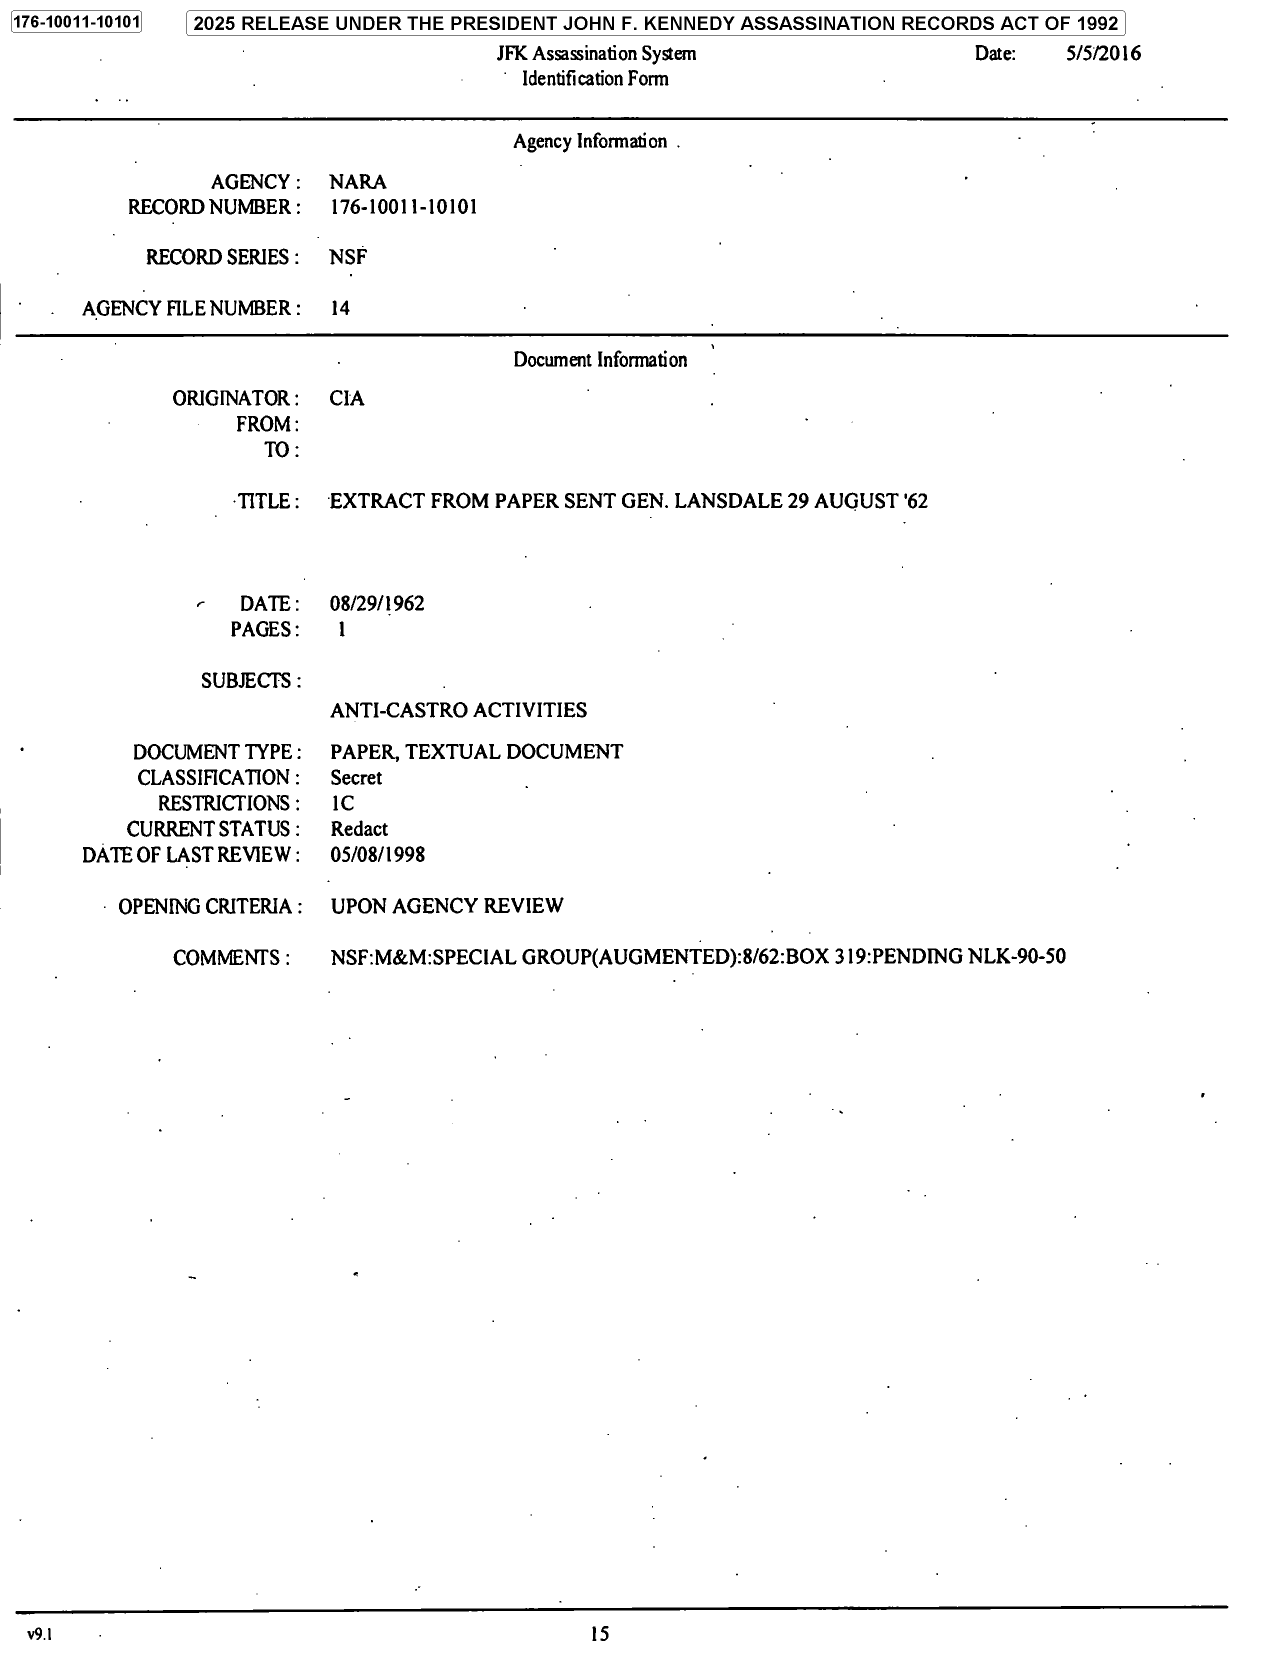 176-10011-10101
2025 RELEASE UNDER THE PRESIDENT JOHN F. KENNEDY ASSASSINATION RECORDS ACT OF 1992
JFK Assassination System
Date: 5/5/2016
Identification Form
Agency Information
AGENCY : NARA
RECORD NUMBER : 176-10011-10101
RECORD SERIES : NSF
AGENCY FILE NUMBER : 14
Document Information
ORIGINATOR : CIA
FROM :
TO :
TITLE : EXTRACT FROM PAPER SENT GEN. LANSDALE 29 AUGUST '62
DATE : 08/29/1962
PAGES : 1
SUBJECTS :
ANTI-CASTRO ACTIVITIES
DOCUMENT TYPE : PAPER, TEXTUAL DOCUMENT
CLASSIFICATION : Secret
RESTRICTIONS : 1C
CURRENT STATUS : Redact
DATE OF LAST REVIEW : 05/08/1998
OPENING CRITERIA : UPON AGENCY REVIEW
COMMENTS : NSF:M&M:SPECIAL GROUP(AUGMENTED):8/62:BOX 319:PENDING NLK-90-50
v9.1
15